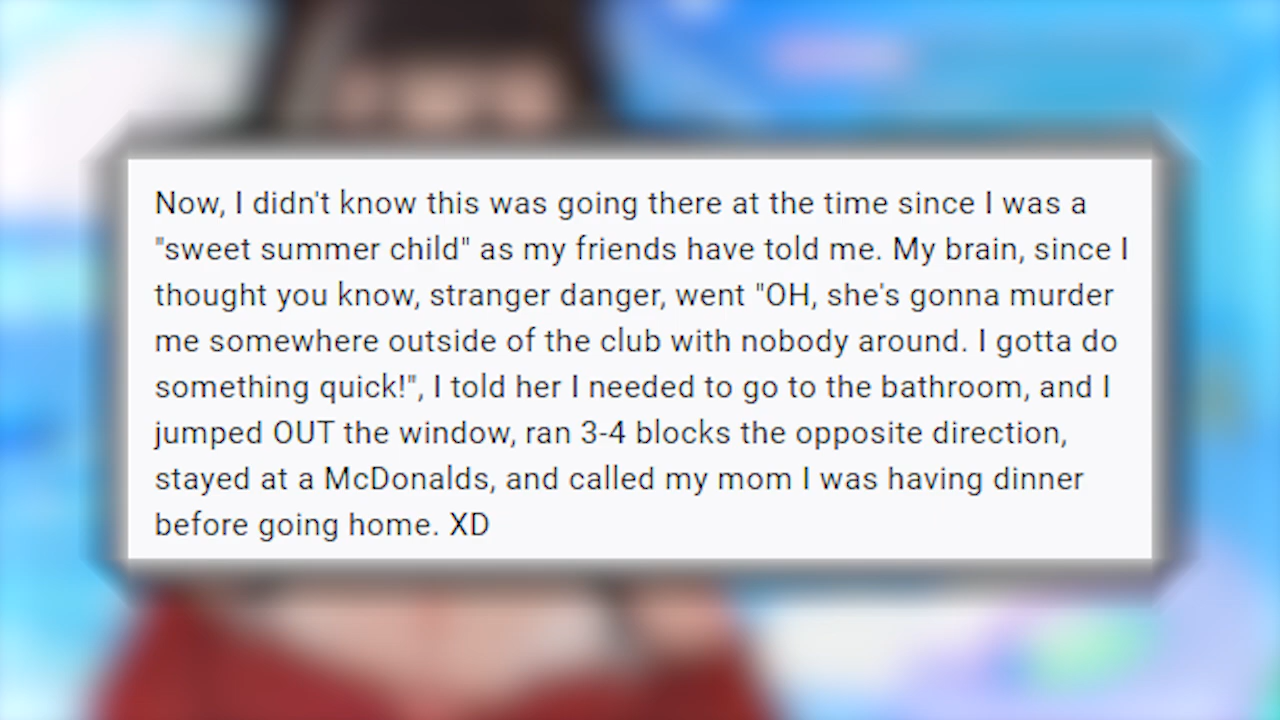 Now, I didn't know this was going there at the time since I was a
"sweet summer child" as my friends have told me. My brain, since I
thought you know, stranger danger, went "OH, she's gonna murder
me somewhere outside of the club with nobody around. I gotta do
something quick!", I told her I needed to go to the bathroom, and I
jumped OUT the window, ran 3-4 blocks the opposite direction,
stayed at a McDonalds, and called my mom I was having dinner
before going home. XD